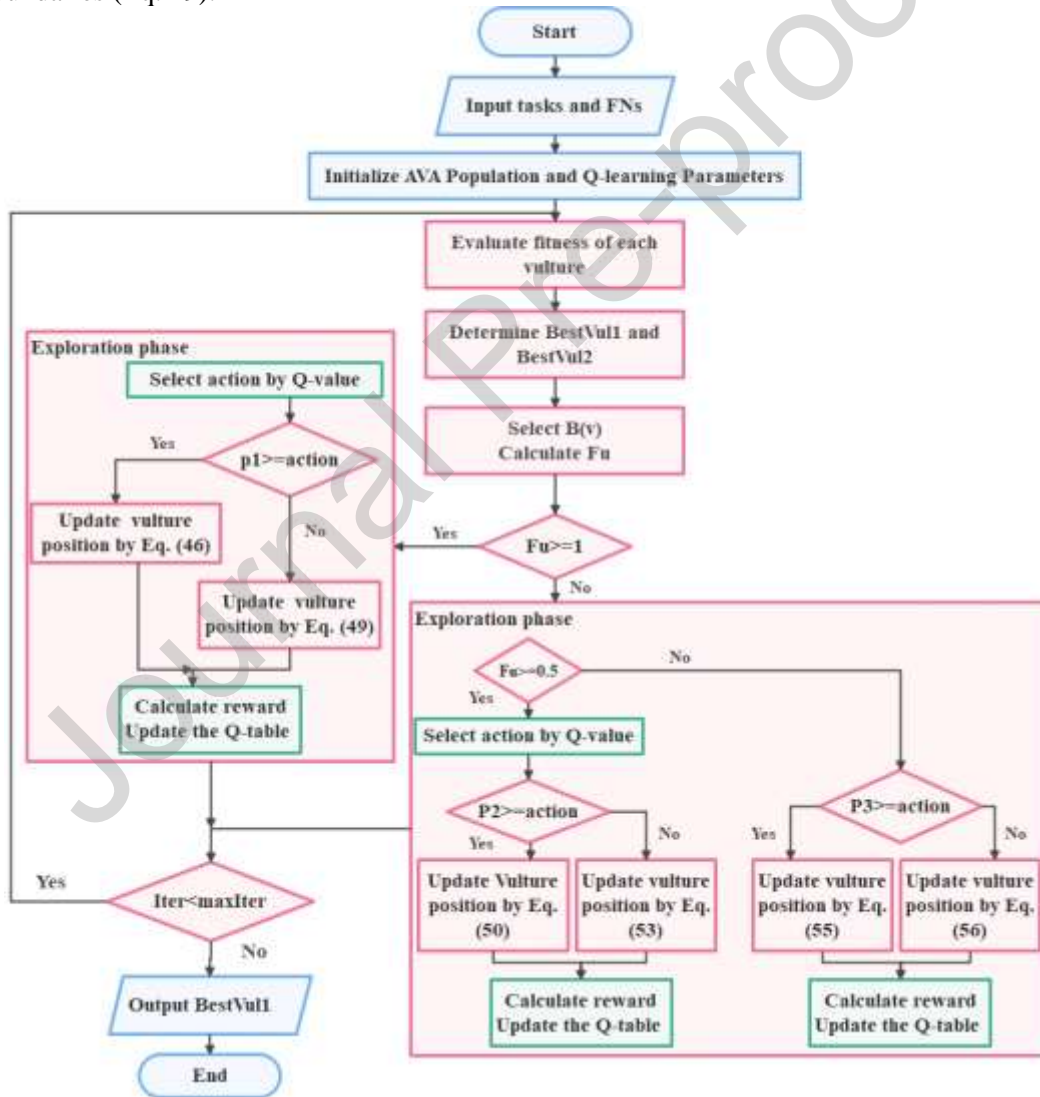 (Eq.
Start
Input tasks and FNs
Initialize AVA Population and Q-learning Parameters
Evaluate fitness of each
vulture
Determine BestVul1 and
BestVul2
Select B(v)
Calculate Fu
Fu>=1
Yes
No
Exploration phase
Select action by Q-value
p1>=action
Yes
No
Update vulture
position by Eq. (46)
Update vulture
position by Eq. (49)
Calculate reward
Update the Q-table
Exploration phase
Fu>=0.5
No
Yes
Select action by Q-value
P2>=action
Yes
No
P3>=action
Yes
No
Update Vulture
position by Eq.
(50)
Update vulture
position by Eq.
(53)
Update vulture
position by Eq.
(55)
Update vulture
position by Eq.
(56)
Calculate reward
Update the Q-table
Calculate reward
Update the Q-table
Iter<maxIter
Yes
No
Output BestVul1
End
Journal Pre-proo